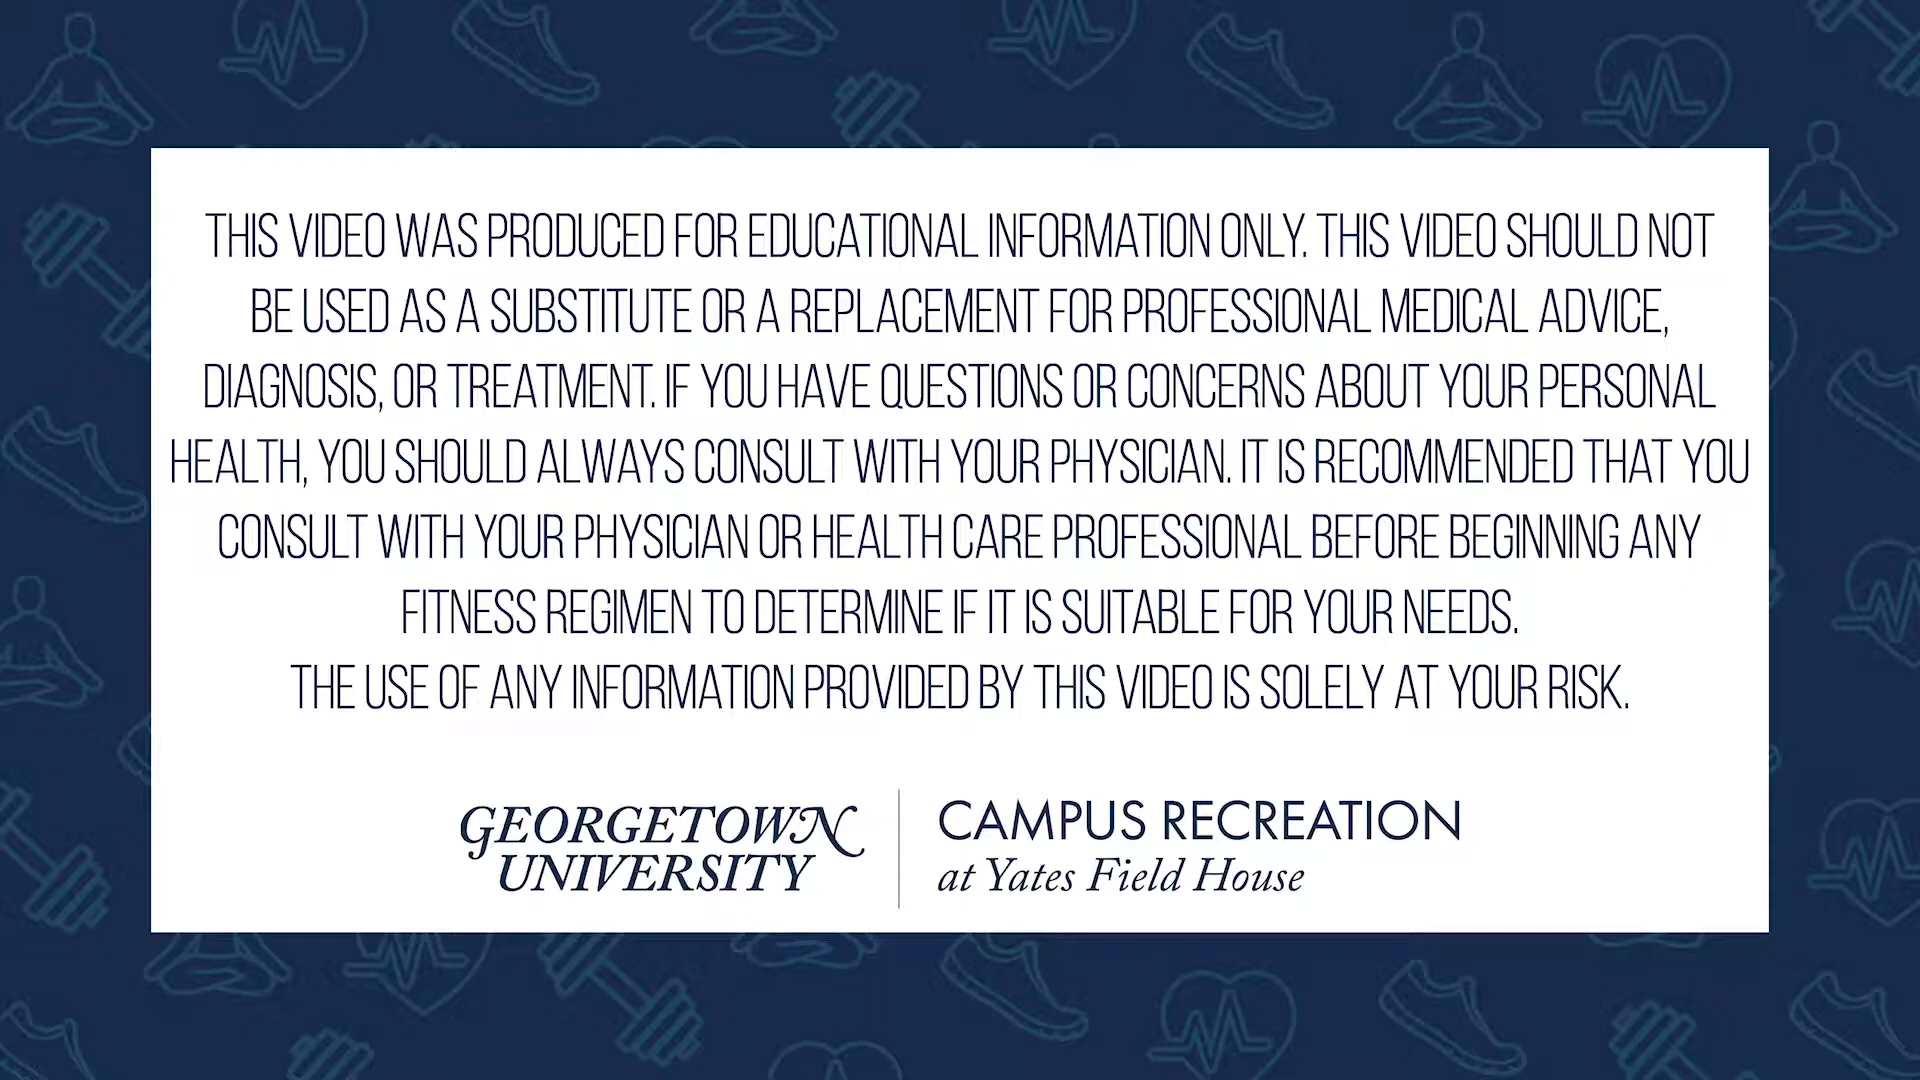 THIS VIDEO WAS PRODUCED FOR EDUCATIONAL INFORMATION ONLY. THIS VIDEO SHOULD NOT
BE USED AS A SUBSTITUTE OR A REPLACEMENT FOR PROFESSIONAL MEDICAL ADVICE,
DIAGNOSIS, OR TREATMENT. IF YOU HAVE QUESTIONS OR CONCERNS ABOUT YOUR PERSONAL
HEALTH, YOU SHOULD ALWAYS CONSULT WITH YOUR PHYSICIAN. IT IS RECOMMENDED THAT YOU
CONSULT WITH YOUR PHYSICIAN OR HEALTH CARE PROFESSIONAL BEFORE BEGINNING ANY
FITNESS REGIMEN TO DETERMINE IF IT IS SUITABLE FOR YOUR NEEDS.
THE USE OF ANY INFORMATION PROVIDED BY THIS VIDEO IS SOLELY AT YOUR RISK.
GEORGETOWN
UNIVERSITY
CAMPUS RECREATION
at Yates Field House